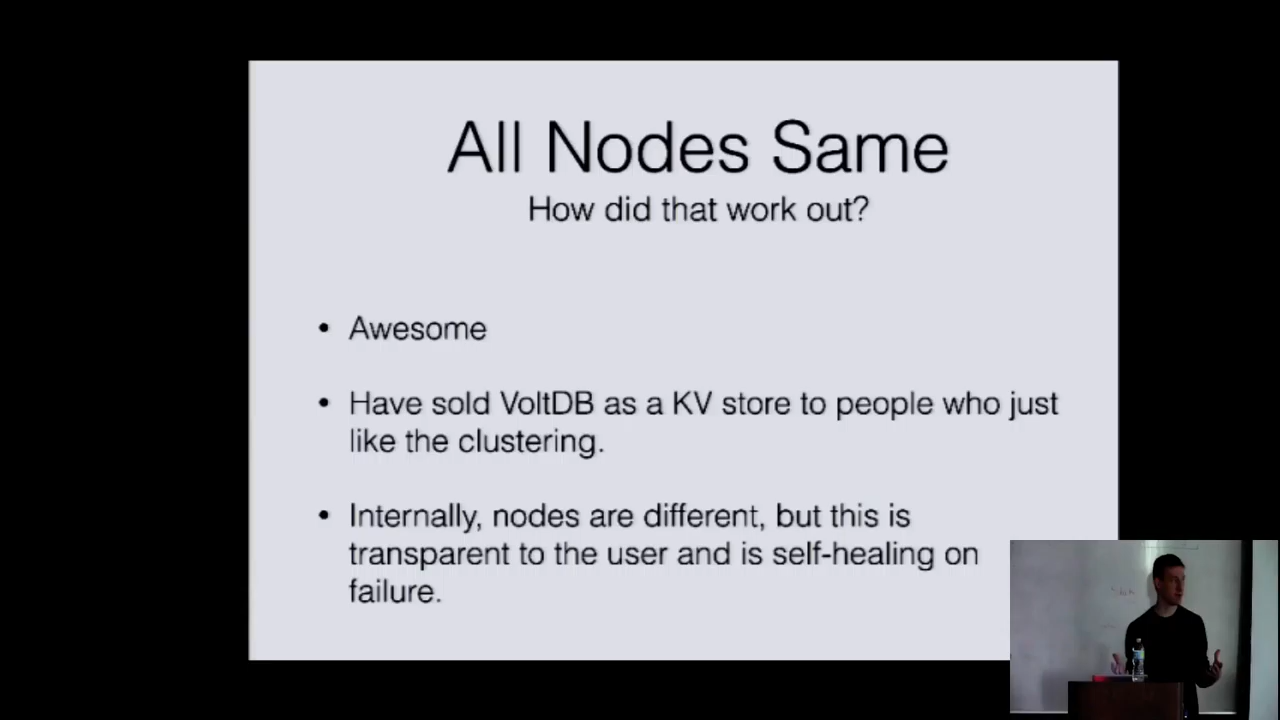 All Nodes Same
How did that work out?
• Awesome
• Have sold VoltDB as a KV store to people who just
like the clustering.
• Internally, nodes are different, but this is
transparent to the user and is self-healing on
failure.